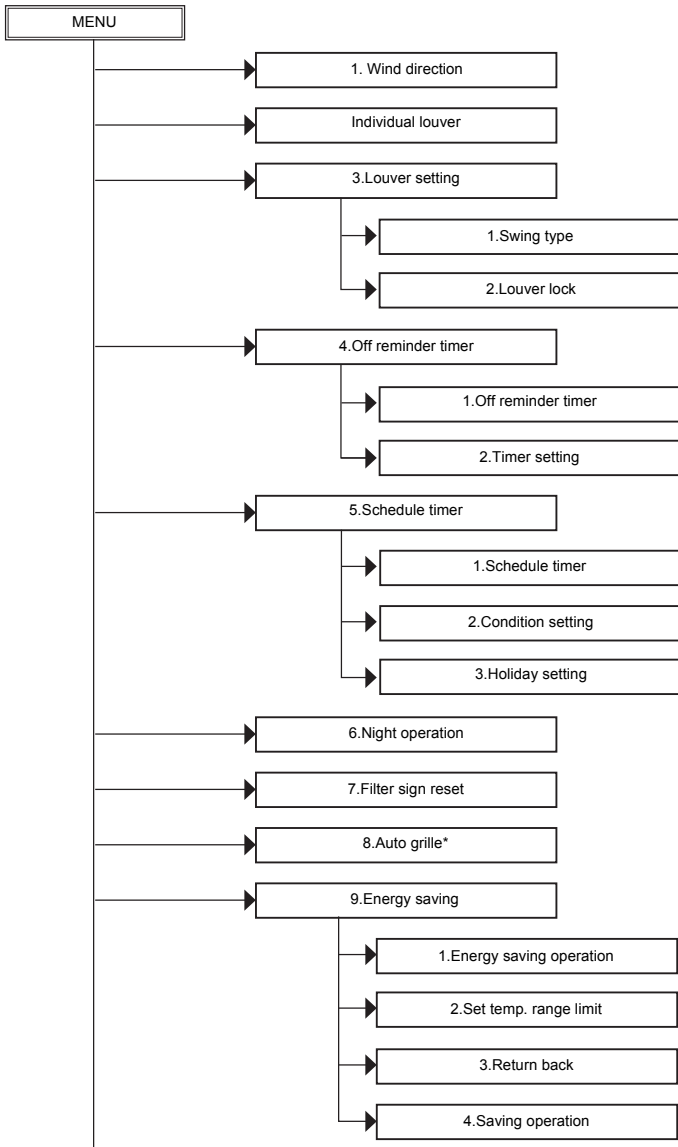 MENU
1. Wind direction
Individual louver
3.Louver setting
1.Swing type
2.Louver lock
4.Off reminder timer
1.Off reminder timer
2.Timer setting
5.Schedule timer
1.Schedule timer
2.Condition setting
3.Holiday setting
6.Night operation
7.Filter sign reset
8.Auto grille*
9.Energy saving
1.Energy saving operation
2.Set temp. range limit
3.Return back
4.Saving operation